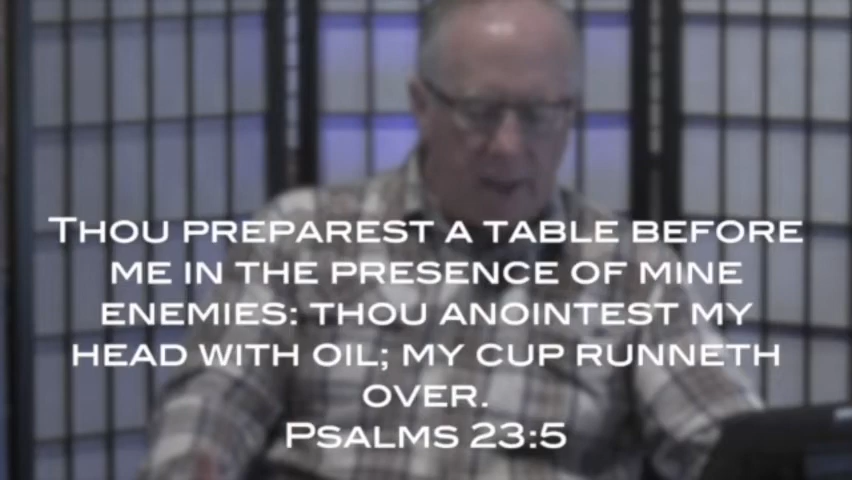 Thou preparest a table before
me in the presence of mine
enemies: thou anointest my
head with oil; my cup runneth
over.
Psalms 23:5